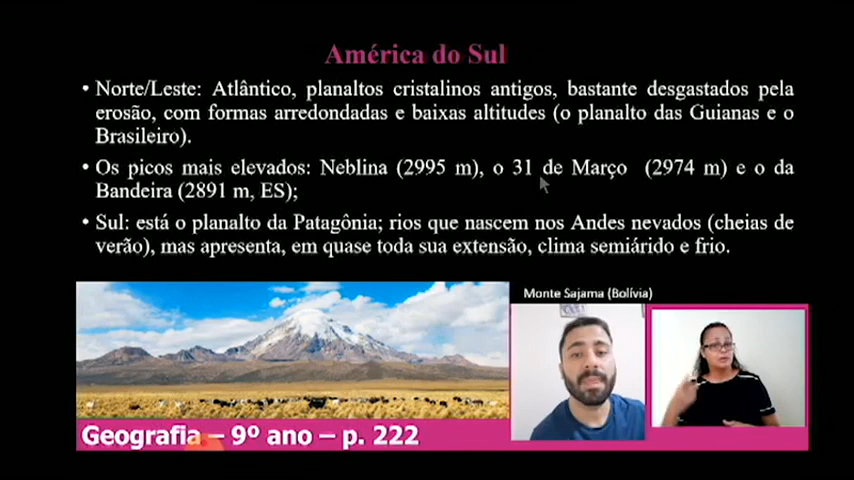 América do Sul
• Norte/Leste: Atlântico, planaltos cristalinos antigos, bastante desgastados pela
erosão, com formas arredondadas e baixas altitudes (o planalto das Guianas e o
Brasileiro).
• Os picos mais elevados: Neblina (2995 m), o 31 de Março (2974 m) e o da
Bandeira (2891 m, ES);
• Sul: está o planalto da Patagônia; rios que nascem nos Andes nevados (cheias de
verão), mas apresenta, em quase toda sua extensão, clima semiárido e frio.
Monte Sajama (Bolívia)
Geografia – 9º ano – p. 222